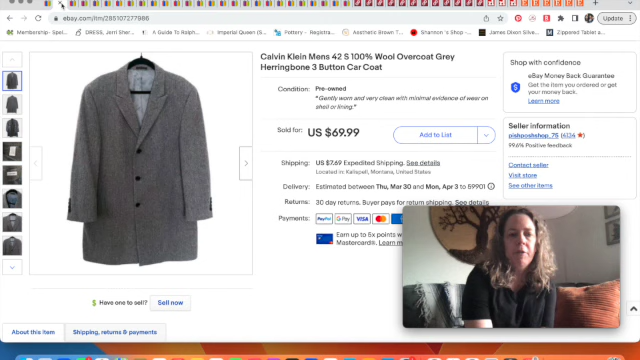 ebay.com/itm/285107277986
Update
Membership - Spel...
DRESS, Jerri Sher...
A Guide To Ralph...
Imperial Queen (S...
Pottery - Registra...
Aesthetic Brown T...
Shannon's Shop -...
James Dixon Silve...
Zippered Tablet a...
Calvin Klein Mens 42 S 100% Wool Overcoat Grey
Herringbone 3 Button Car Coat
Condition: Pre-owned
"Gently worn and very clean with minimal evidence of wear on
shell or lining."
Sold for: US $69.99
Add to List
Shipping: US $7.69 Expedited Shipping. See details
Located in: Kalispell, Montana, United States
Delivery: Estimated between Thu, Mar 30 and Mon, Apr 3 to 59901
Returns: 30 day returns. Buyer pays for return shipping. See details
Payments: PayPal G Pay VISA
Earn up to 5x points w
Mastercard®. Learn m
Shop with confidence
eBay Money Back Guarantee
Get the item you ordered or get
your money back.
Learn more
Seller information
pishposhshop_75 (6134)
99.6% Positive feedback
Contact seller
Visit store
See other items
$ Have one to sell? Sell now
About this item
Shipping, returns & payments